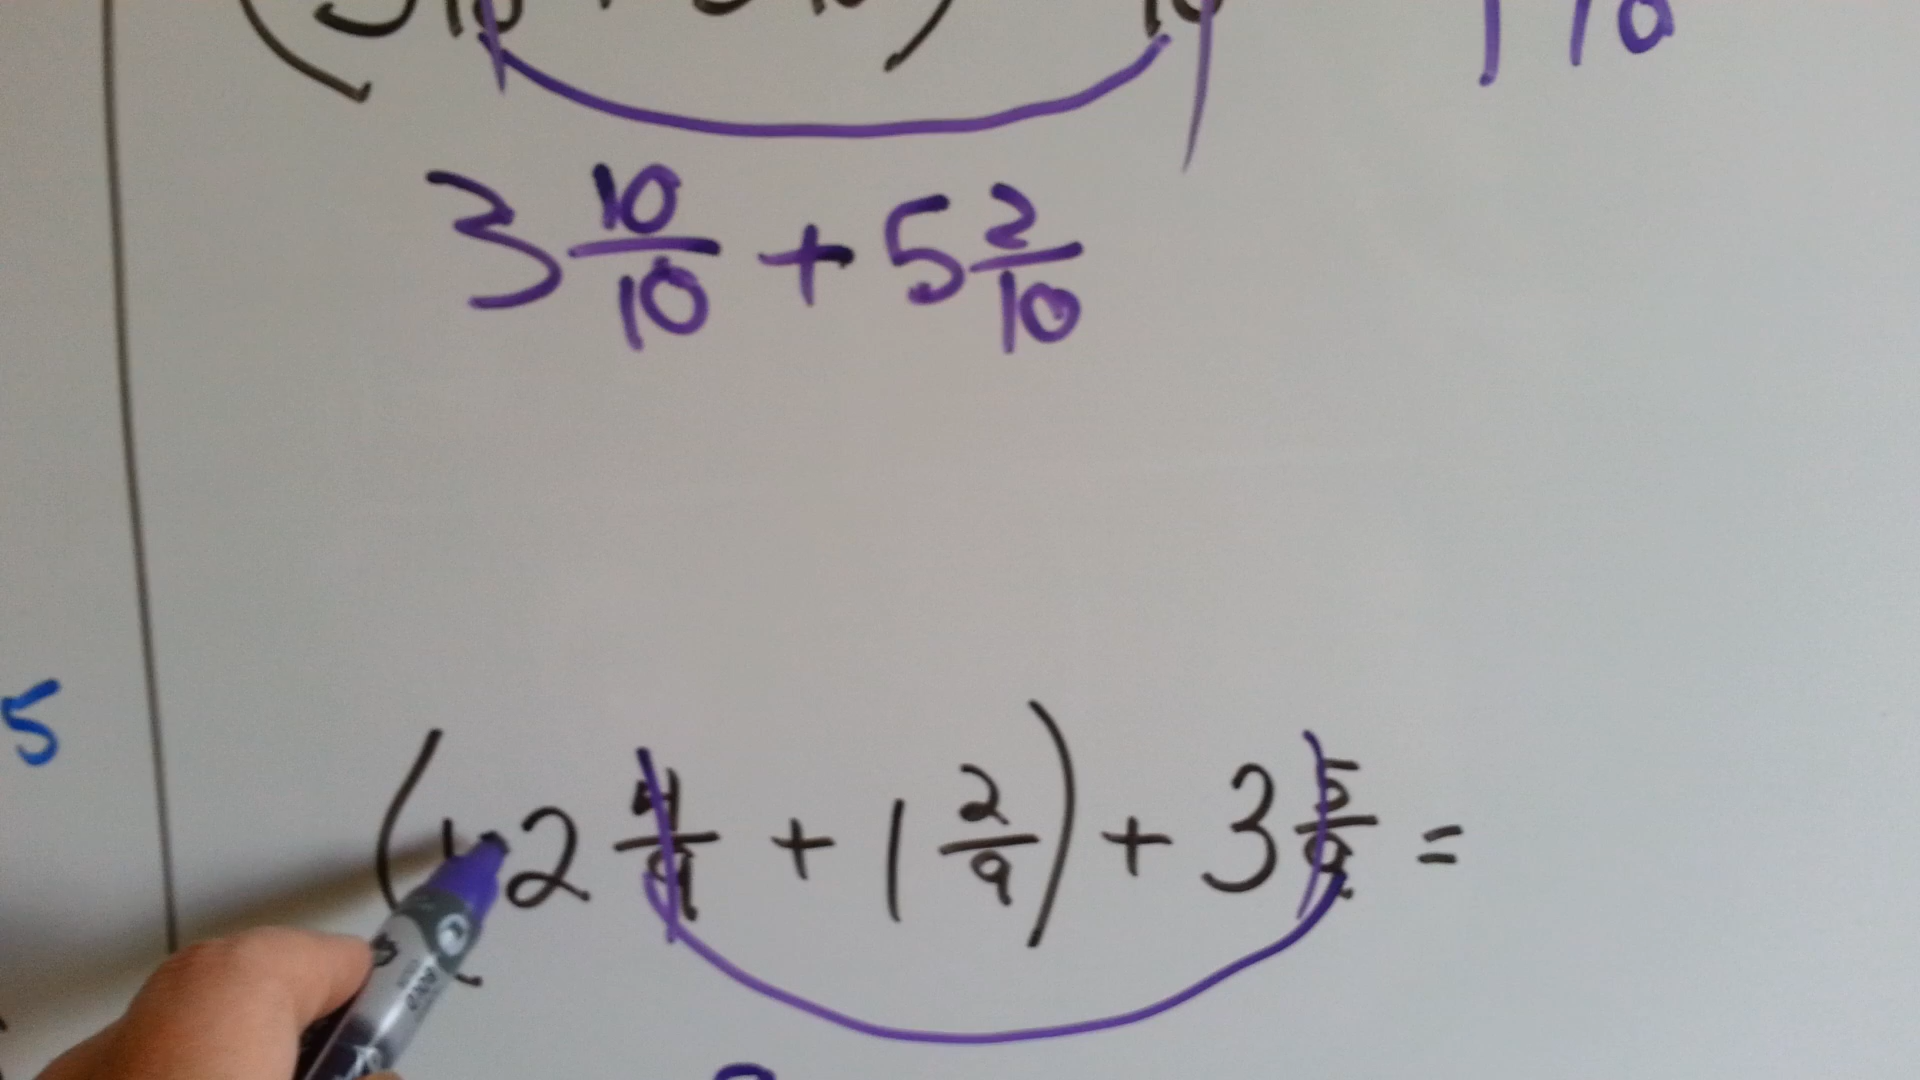 3 10/10 + 5 2/10
5
(2 4/9 + 1 2/9) + 3 5/9 =